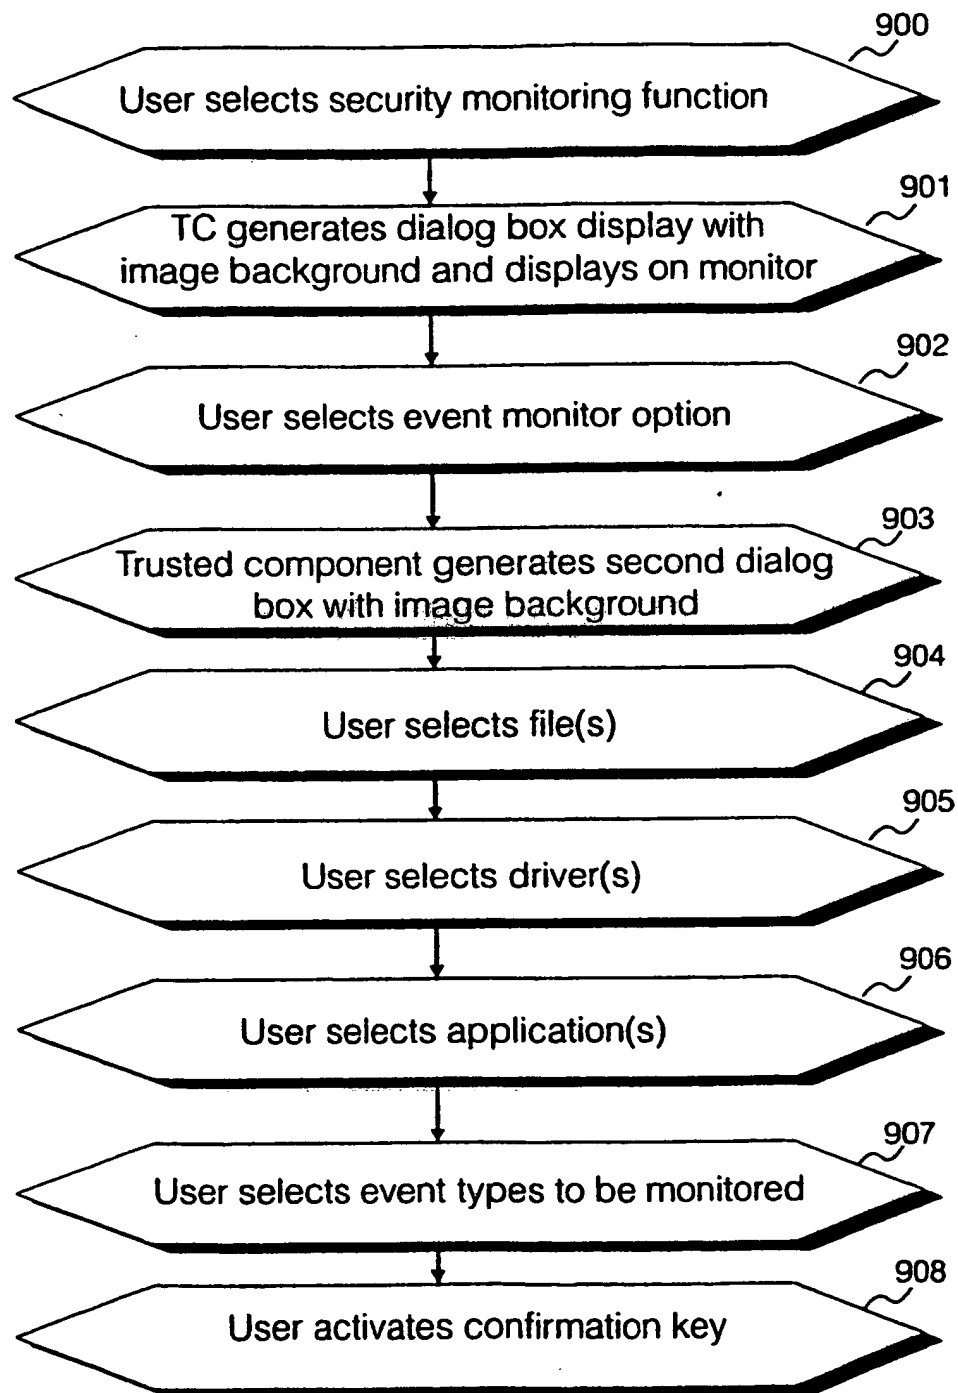 900
User selects security monitoring function
901
TC generates dialog box display with
image background and displays on monitor
902
User selects event monitor option
903
Trusted component generates second dialog
box with image background
904
User selects file(s)
905
User selects driver(s)
906
User selects application(s)
907
User selects event types to be monitored
908
User activates confirmation key